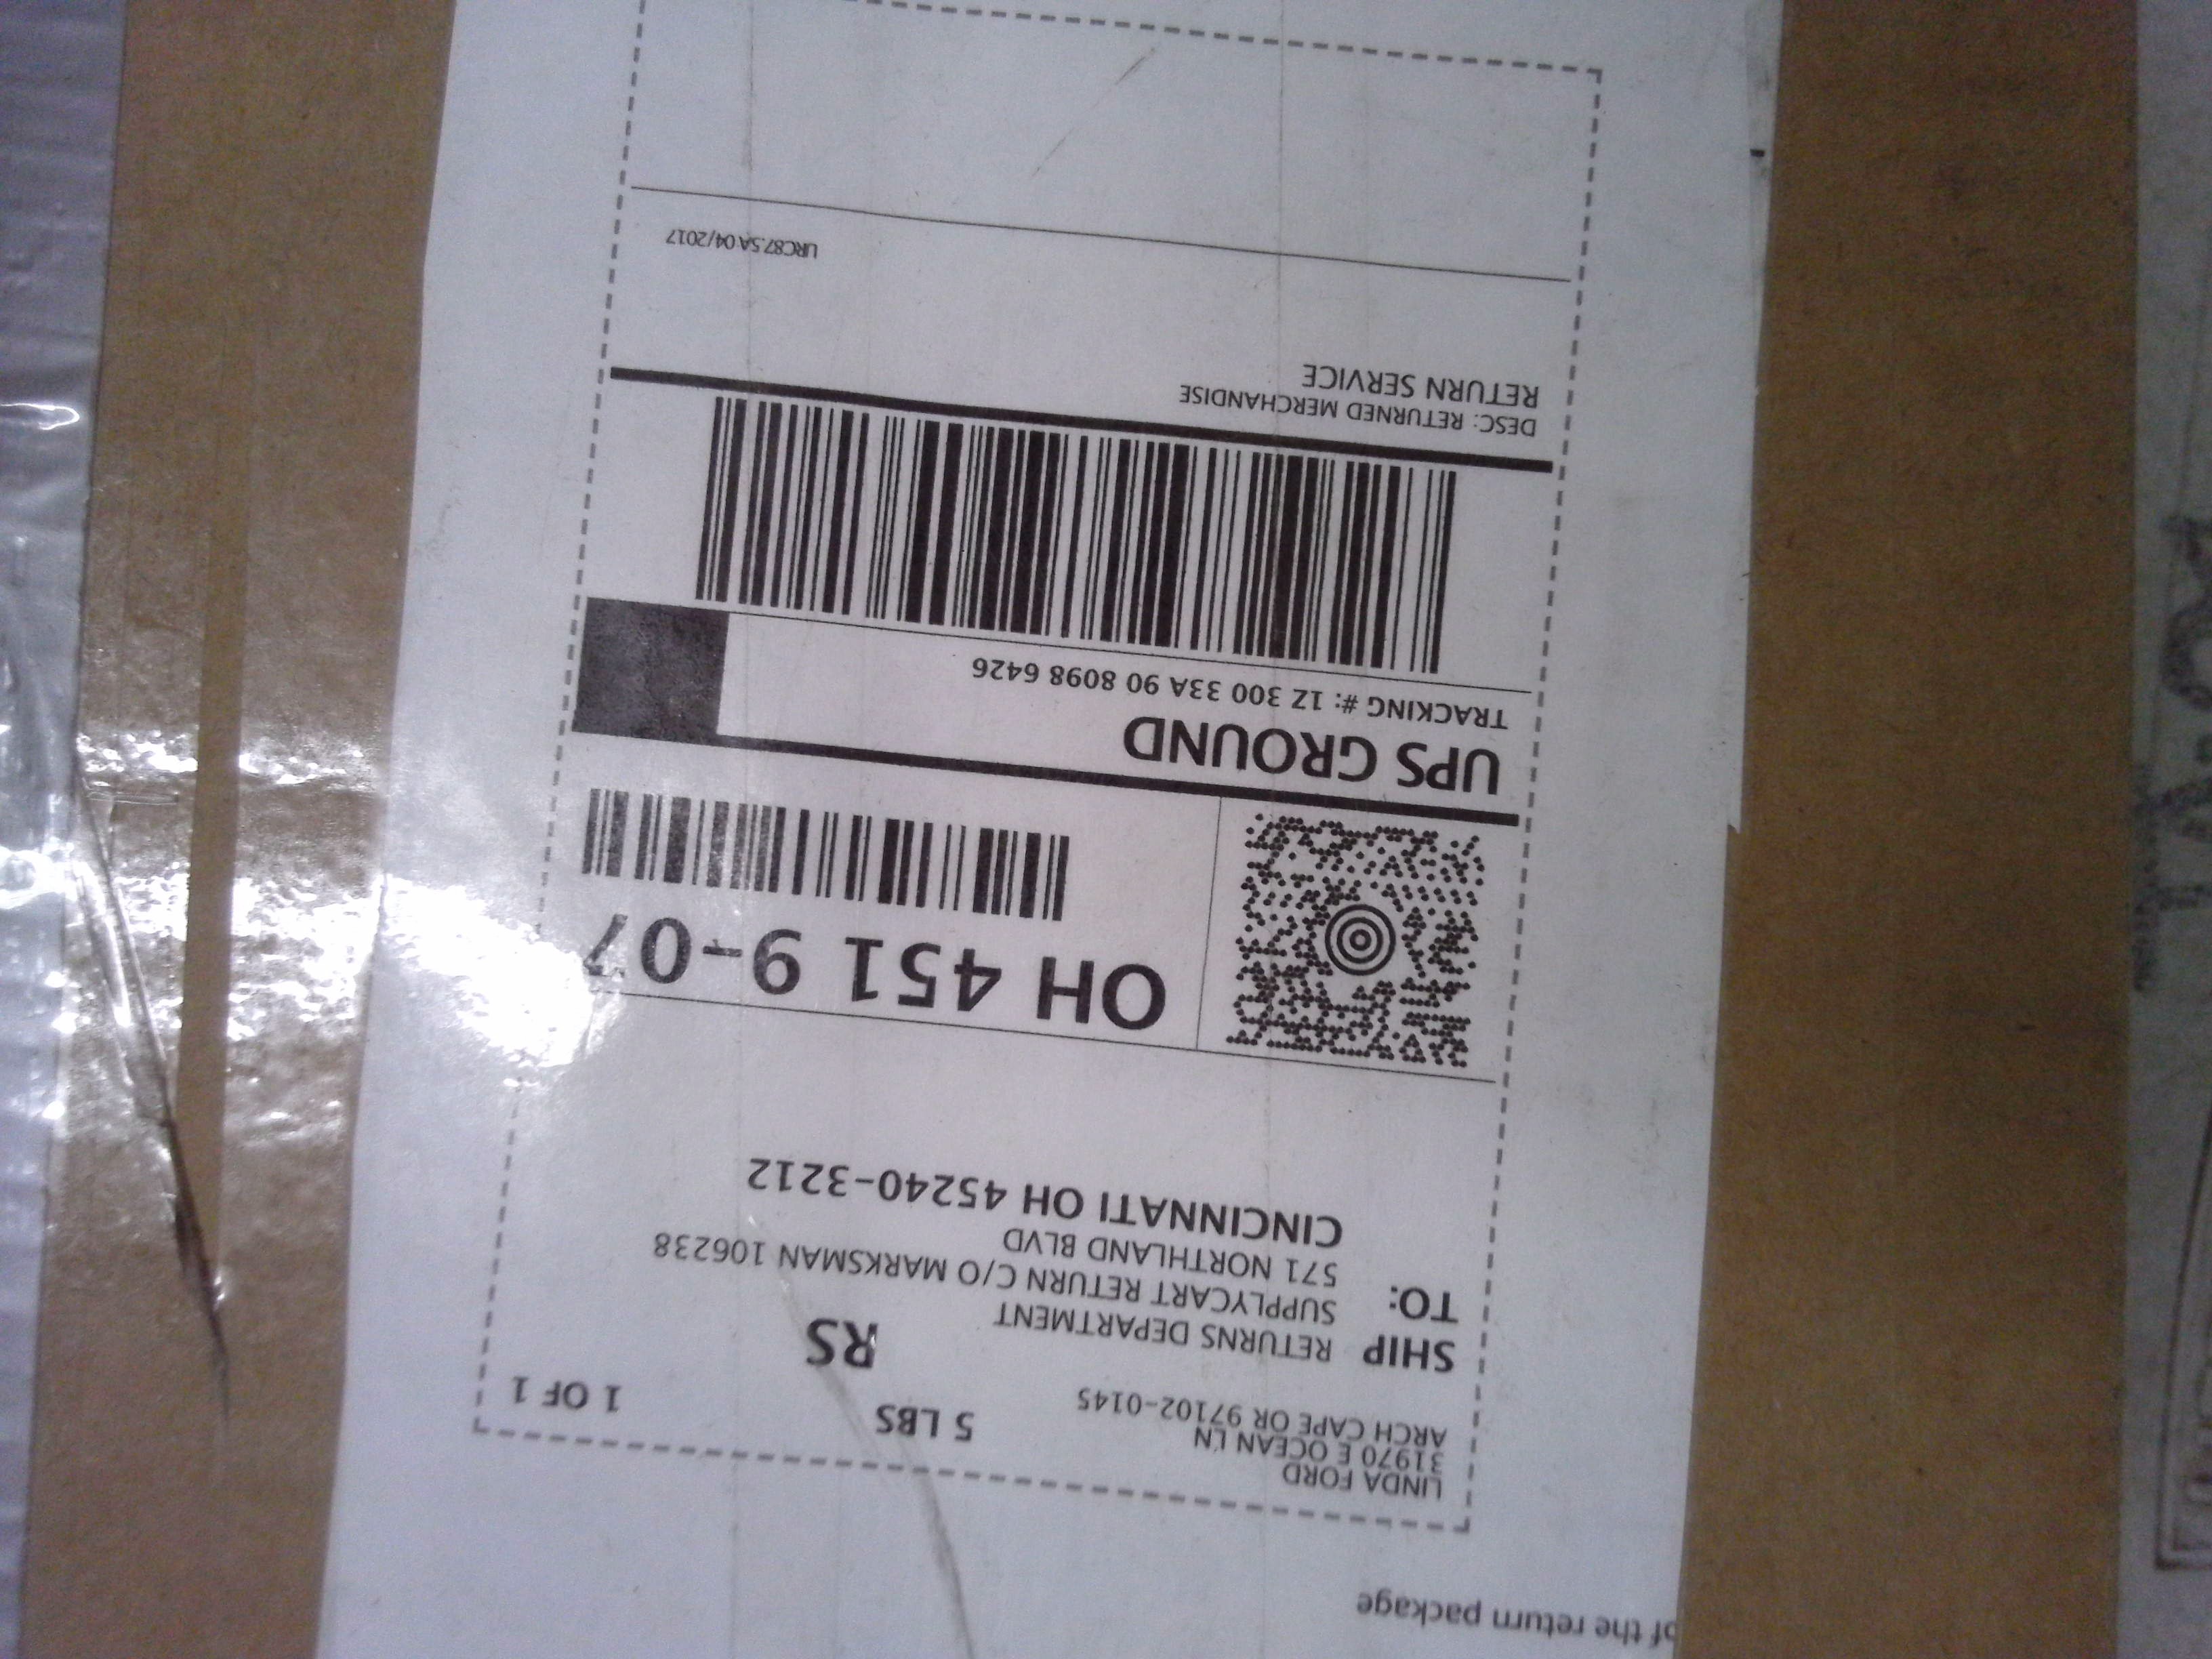 of the return package
LINDA FORD
31970 E OCEAN LN
ARCH CAPE OR 97102-0145
5 LBS
1 OF 1
RS
SHIP
TO:
RETURNS DEPARTMENT
SUPPLYCART RETURN C/O MARKSMAN 106238
571 NORTHLAND BLVD
CINCINNATI OH 45240-3212
OH 451 9-07
UPS GROUND
TRACKING #: 1Z 300 33A 90 8098 6426
DESC: RETURNED MERCHANDISE
RETURN SERVICE
URC87.5A 04/2017